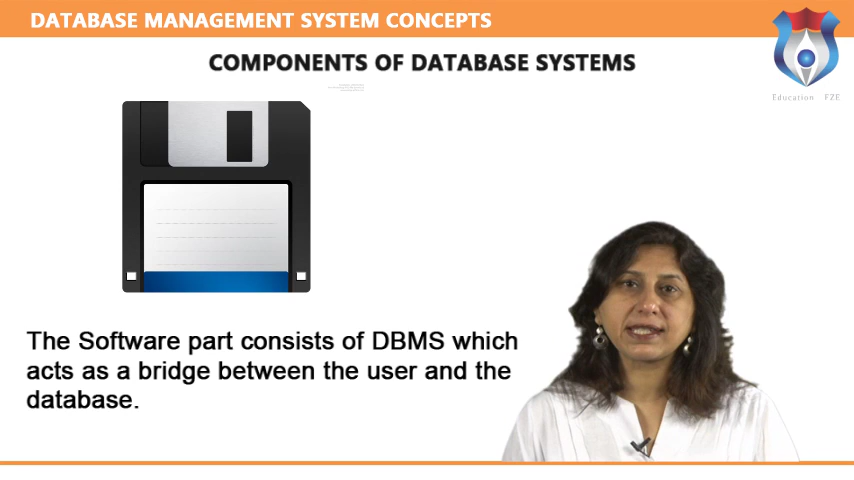 DATABASE MANAGEMENT SYSTEM CONCEPTS
COMPONENTS OF DATABASE SYSTEMS
Education FZE
The Software part consists of DBMS which
acts as a bridge between the user and the
database.